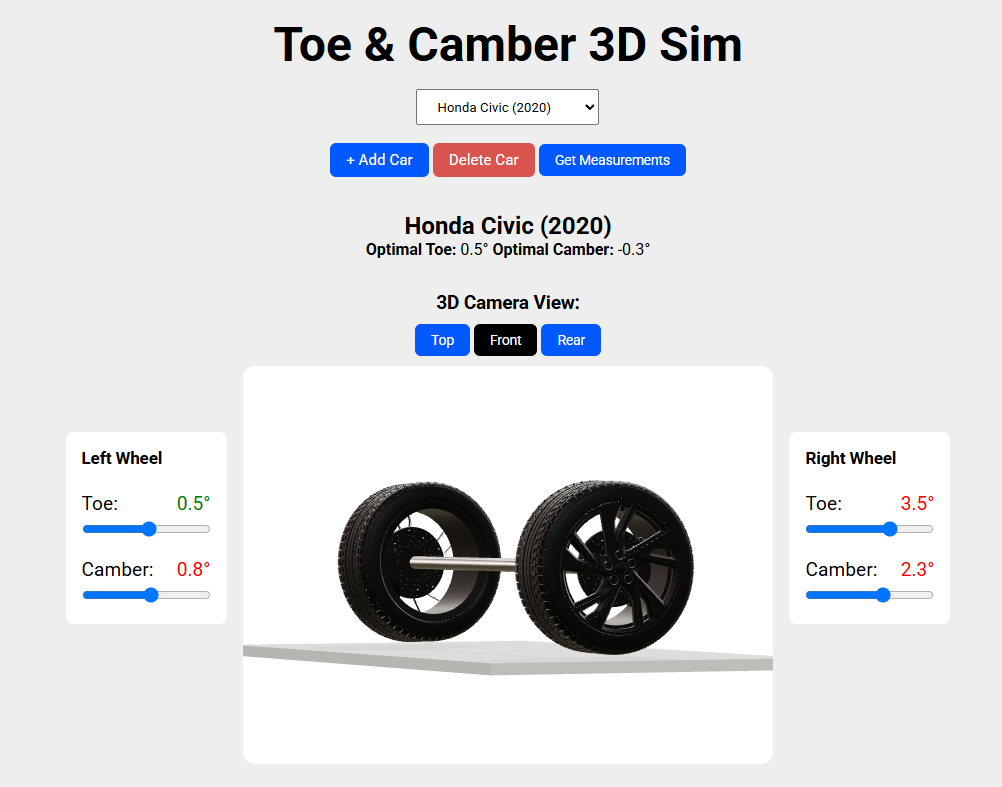 Toe & Camber 3D Sim
Honda Civic (2020)
+ Add Car Delete Car Get Measurements
Honda Civic (2020)
Optimal Toe: 0.5° Optimal Camber: -0.3°
3D Camera View:
Top Front Rear
Left Wheel
Toe: 0.5°
Camber: 0.8°
Right Wheel
Toe: 3.5°
Camber: 2.3°